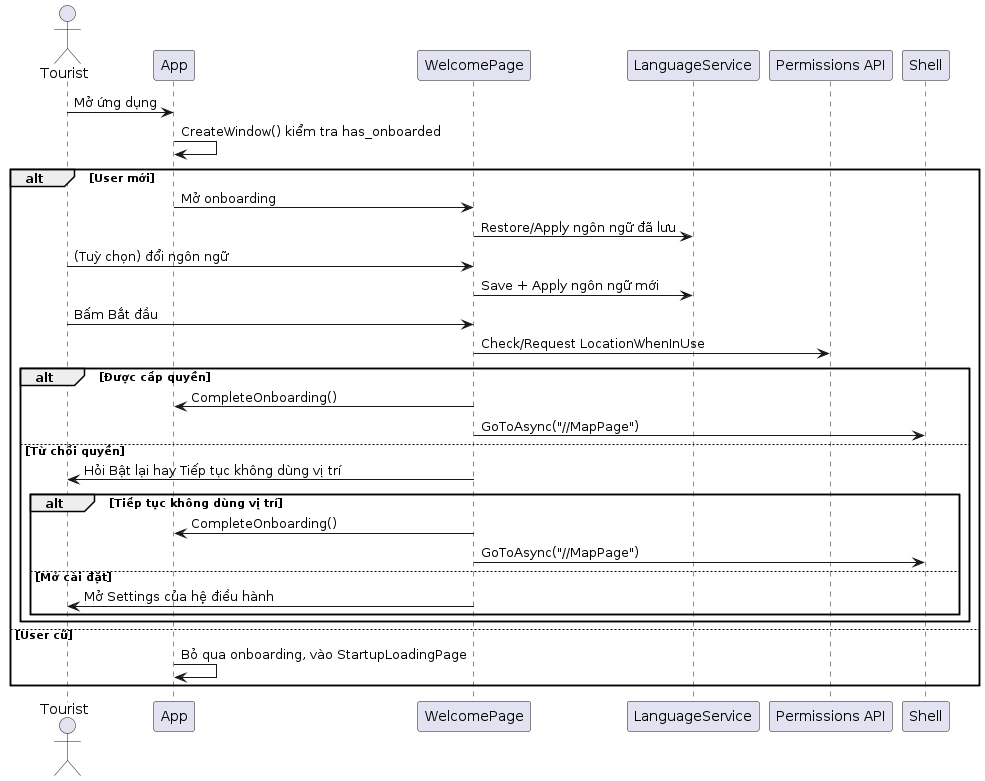 Tourist
App
WelcomePage
LanguageService
Permissions API
Shell
Mở ứng dụng
CreateWindow() kiểm tra has_onboarded
alt [User mới]
Mở onboarding
Restore/Apply ngôn ngữ đã lưu
(Tuỳ chọn) đổi ngôn ngữ
Save + Apply ngôn ngữ mới
Bấm Bắt đầu
Check/Request LocationWhenInUse
alt [Được cấp quyền]
CompleteOnboarding()
GoToAsync("//MapPage")
[Từ chối quyền]
Hỏi Bật lại hay Tiếp tục không dùng vị trí
alt [Tiếp tục không dùng vị trí]
CompleteOnboarding()
GoToAsync("//MapPage")
[Mở cài đặt]
Mở Settings của hệ điều hành
[User cũ]
Bỏ qua onboarding, vào StartupLoadingPage
Tourist
App
WelcomePage
LanguageService
Permissions API
Shell